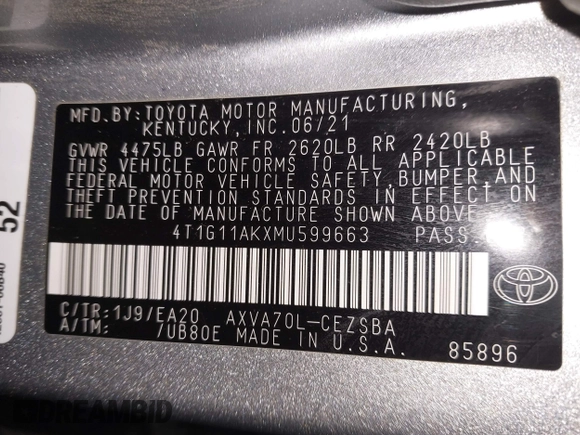 MFD.BY:TOYOTA MOTOR MANUFACTURING,
KENTUCKY,INC.06/21
GVWR 4475LB GAWR FR 2620LB RR 2420LB
THIS VEHICLE CONFORMS TO ALL APPLICABLE
FEDERAL MOTOR VEHICLE SAFETY,BUMPER,AND
THEFT PREVENTION STANDARDS IN EFFECT ON
THE DATE OF MANUFACTURE SHOWN ABOVE.
4T1G11AKXMU599663 PASS.
C/TR:1J9/EA20 AXVA70L-CEZSBA
A/TM: /UB80E MADE IN U.S.A.
85896
TOYOTA
52
DREAMBID